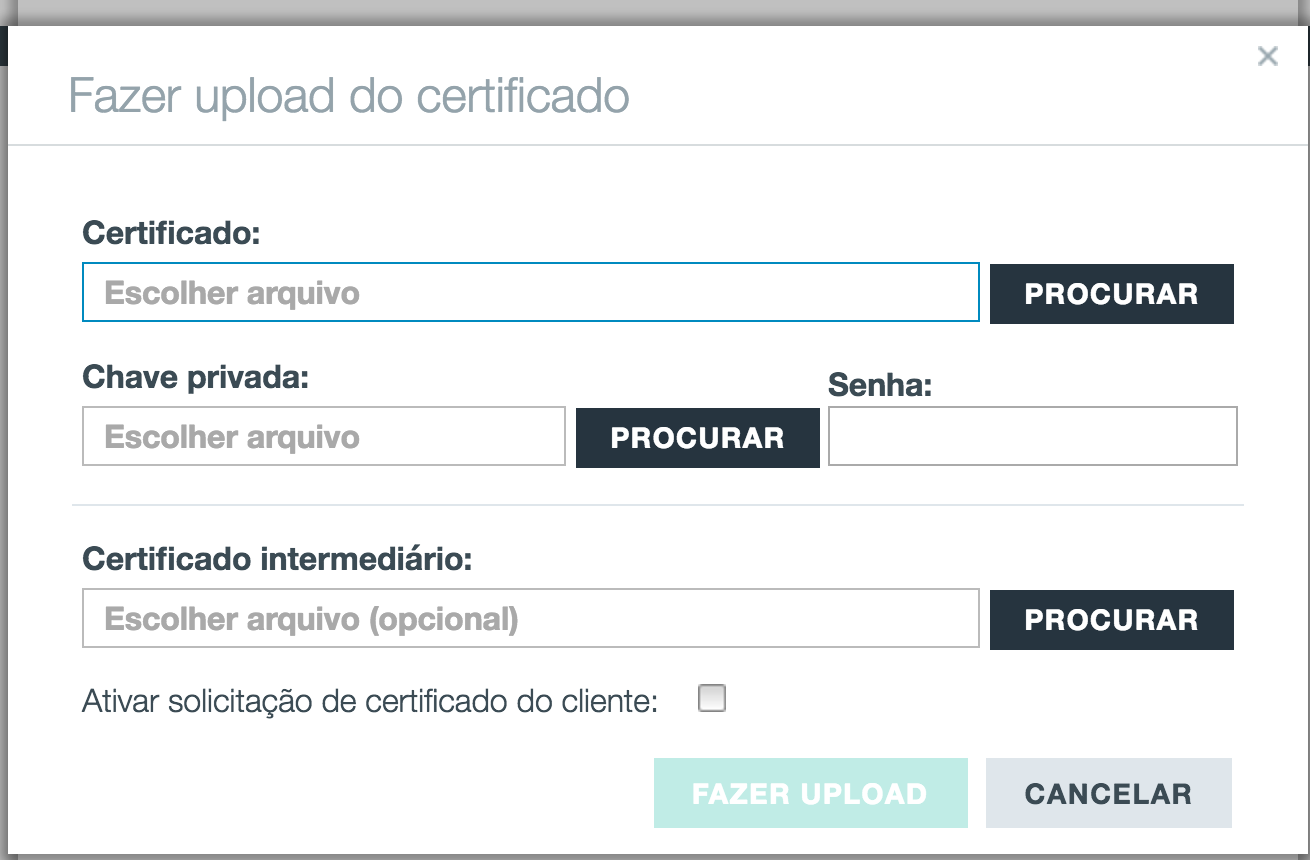 Fazer upload do certificado
Certificado:
Escolher arquivo
PROCURAR
Chave privada:
Senha:
Escolher arquivo
PROCURAR
Certificado intermediário:
Escolher arquivo (opcional)
PROCURAR
Ativar solicitação de certificado do cliente:
FAZER UPLOAD
CANCELAR